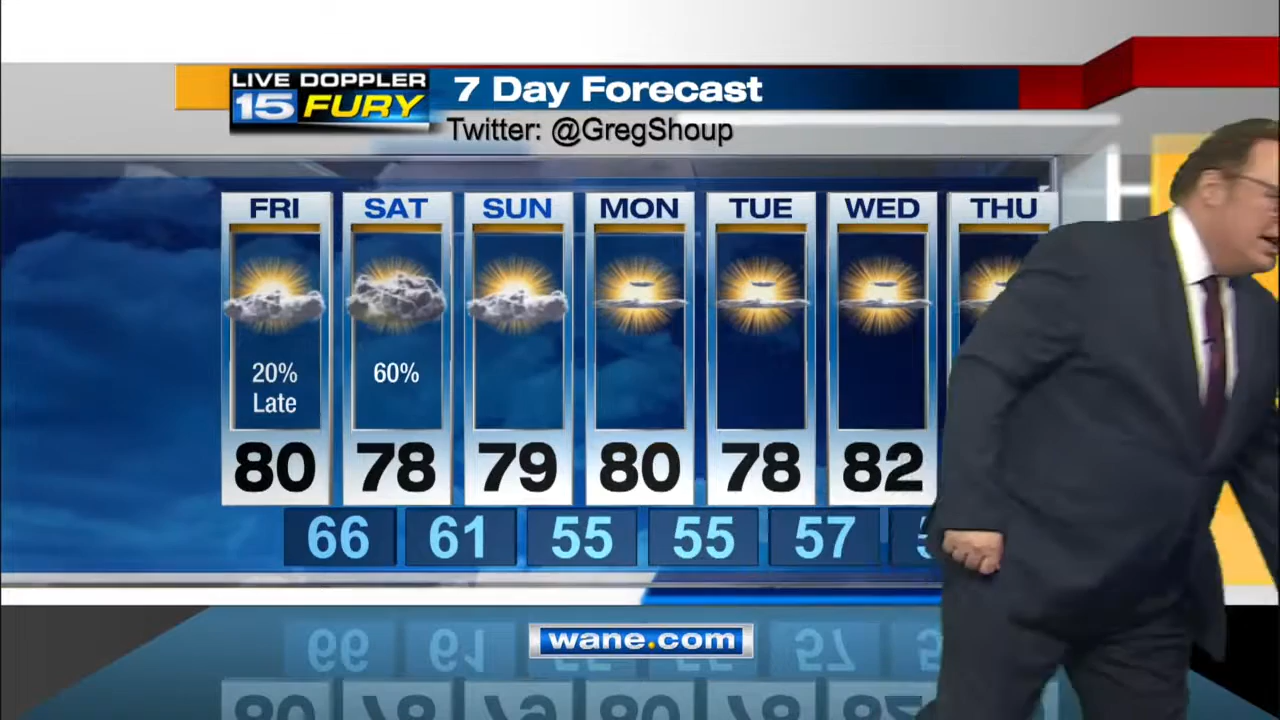 LIVE DOPPLER
15 FURY
7 Day Forecast
Twitter: @GregShoup
FRI SAT SUN MON TUE WED THU
20% 60%
Late
80 78 79 80 78 82
66 61 55 55 57
wane.com